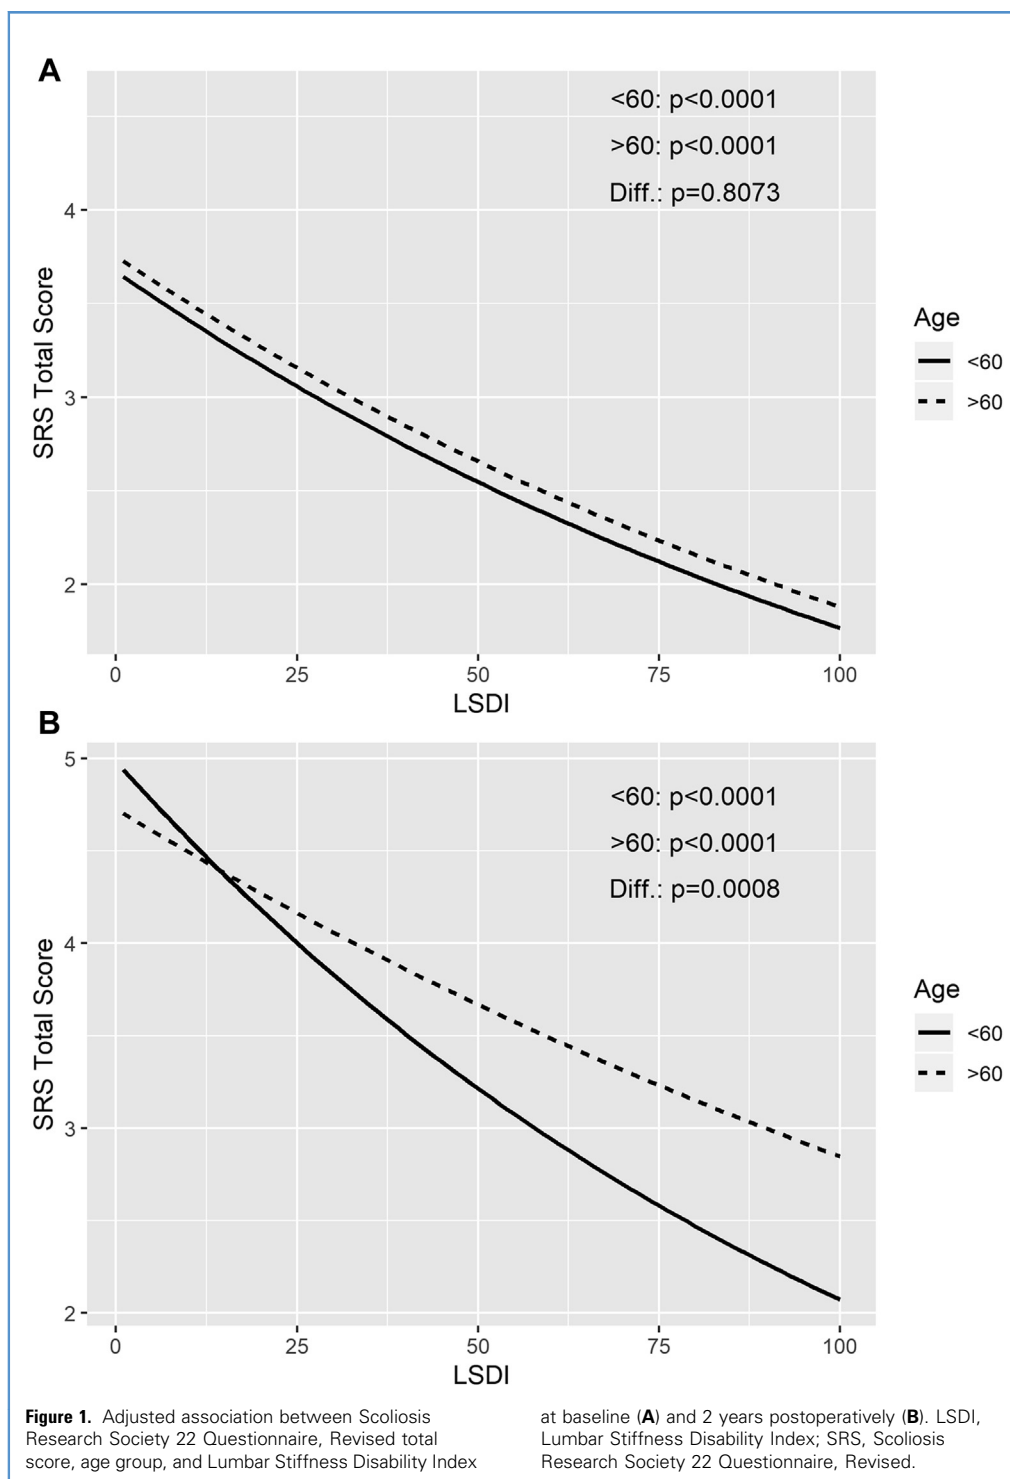 A
<60: p<0.0001
>60: p<0.0001
Diff.: p=0.8073
4
3
2
SRS Total Score
0
25
50
75
100
LSDI
Age
<60
>60
B
<60: p<0.0001
>60: p<0.0001
Diff.: p=0.0008
5
4
3
2
SRS Total Score
0
25
50
75
100
LSDI
Age
<60
>60
Figure 1. Adjusted association between Scoliosis
Research Society 22 Questionnaire, Revised total
score, age group, and Lumbar Stiffness Disability Index
at baseline (A) and 2 years postoperatively (B). LSDI,
Lumbar Stiffness Disability Index; SRS, Scoliosis
Research Society 22 Questionnaire, Revised.